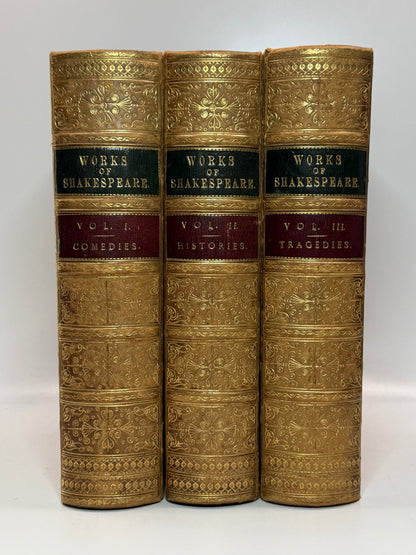 WORKS
OF
SHAKESPEARE.
VOL. I.
COMEDIES.
WORKS
OF
SHAKESPEARE.
VOL. II.
HISTORIES.
WORKS
OF
SHAKESPEARE.
VOL. III.
TRAGEDIES.